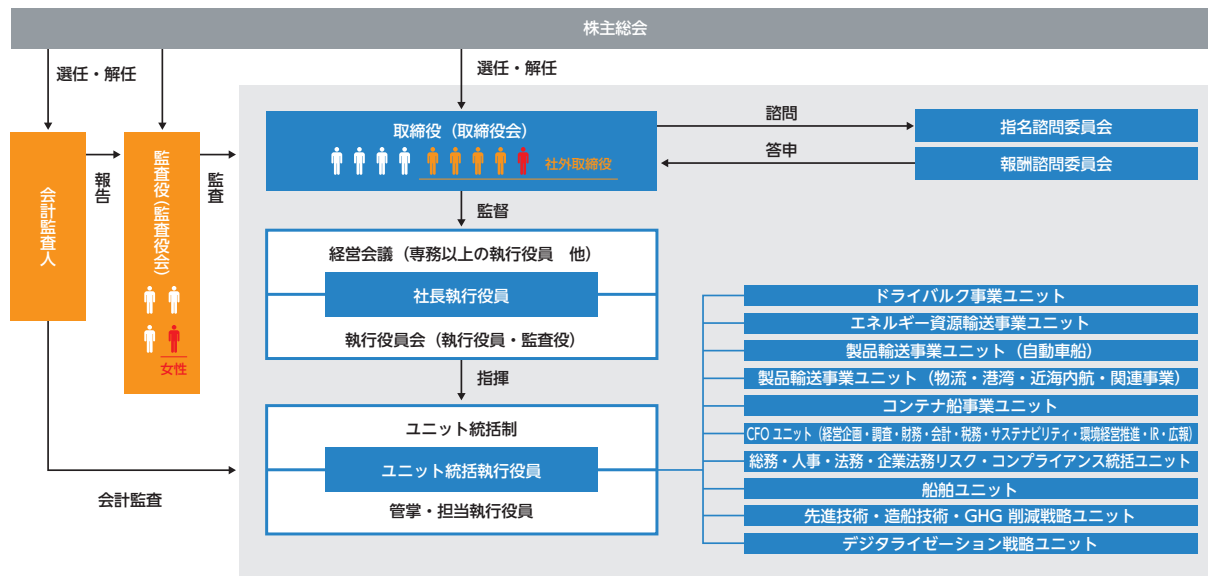 株主総会
選任・解任
選任・解任
会計監査人
報告
監査役（監査役会）
女性
監査
取締役（取締役会）
社外取締役
諮問
答申
指名諮問委員会
報酬諮問委員会
監督
経営会議（専務以上の執行役員　他）
社長執行役員
執行役員会（執行役員・監査役）
指揮
ユニット統括制
ユニット統括執行役員
管掌・担当執行役員
会計監査
ドライバルク事業ユニット
エネルギー資源輸送事業ユニット
製品輸送事業ユニット（自動車船）
製品輸送事業ユニット（物流・港湾・近海内航・関連事業）
コンテナ船事業ユニット
CFO ユニット（経営企画・調査・財務・会計・税務・サステナビリティ・環境経営推進・IR・広報）
総務・人事・法務・企業法務リスク・コンプライアンス統括ユニット
船舶ユニット
先進技術・造船技術・GHG 削減戦略ユニット
デジタライゼーション戦略ユニット